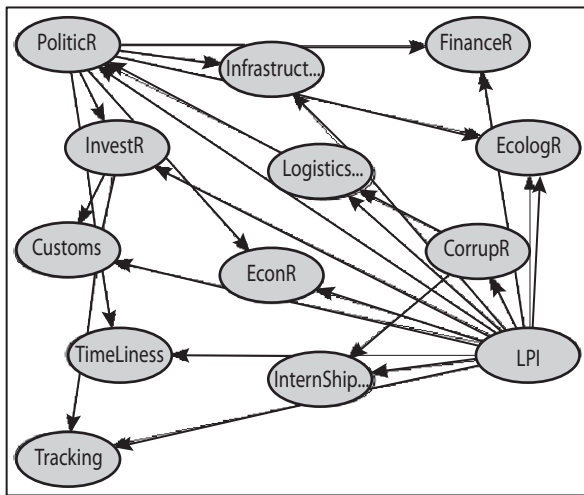 PoliticR
FinanceR
Infrastruct...
InvestR
EcologR
Logistics...
Customs
EconR
CorrupR
TimeLiness
InternShip...
LPI
Tracking